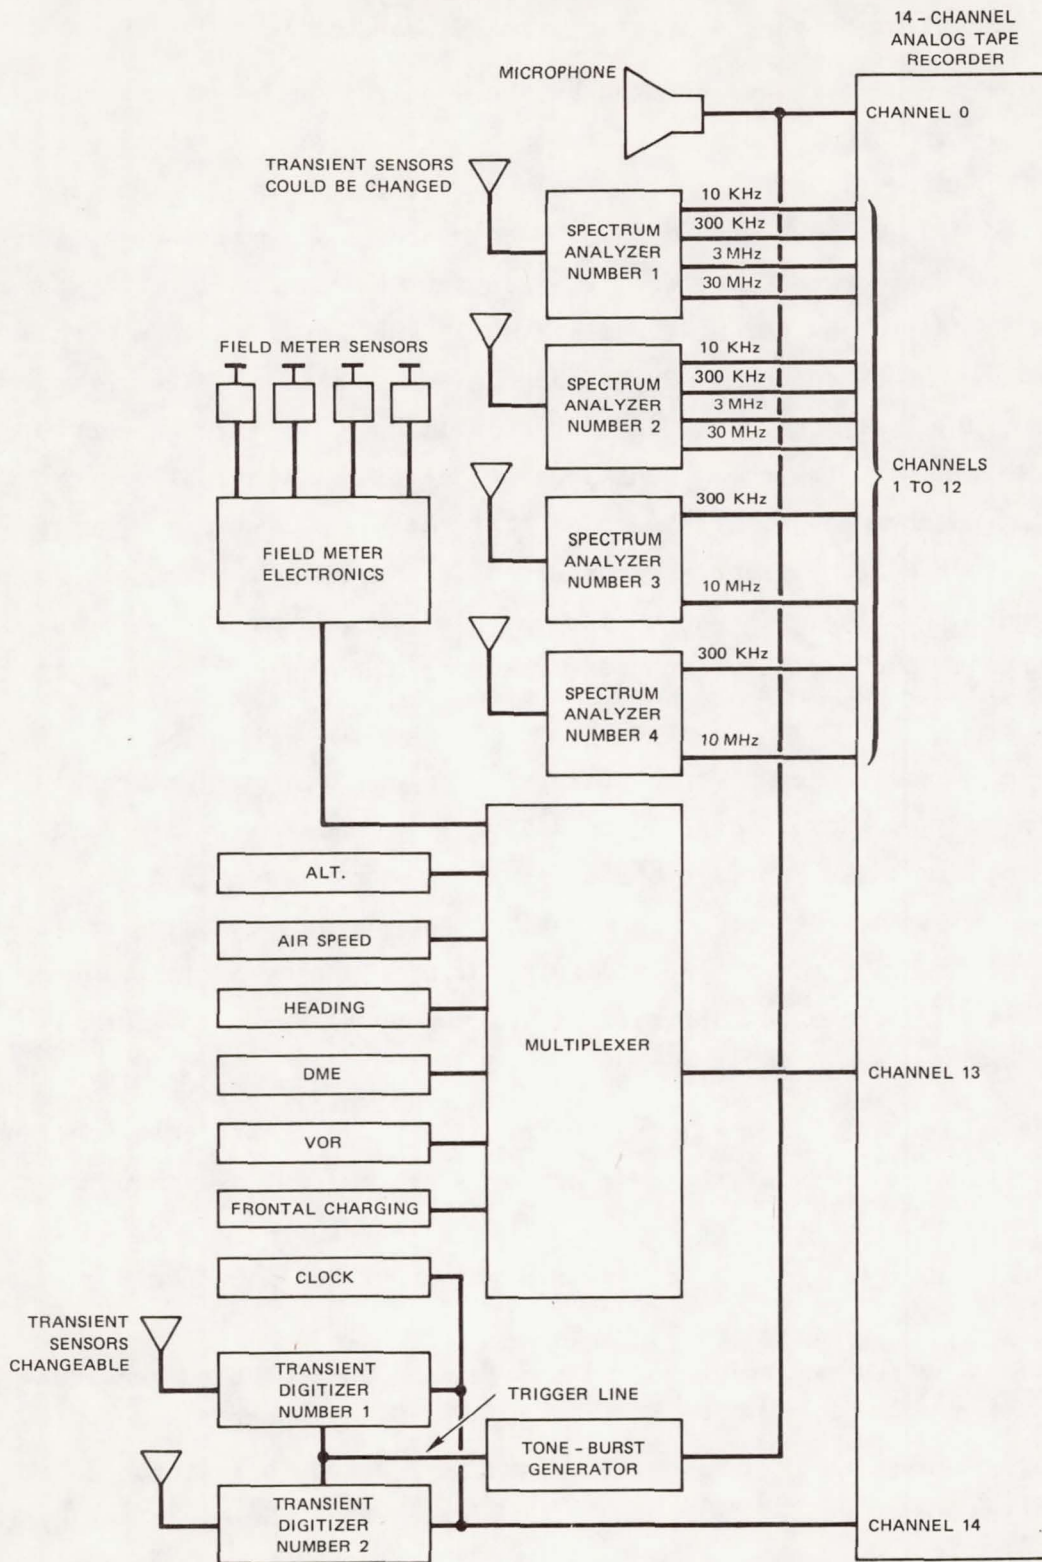 14 - CHANNEL
ANALOG TAPE
RECORDER
MICROPHONE
CHANNEL 0
TRANSIENT SENSORS
COULD BE CHANGED
SPECTRUM
ANALYZER
NUMBER 1
10 KHz
300 KHz
3 MHz
30 MHz
FIELD METER SENSORS
SPECTRUM
ANALYZER
NUMBER 2
10 KHz
300 KHz
3 MHz
30 MHz
CHANNELS
1 TO 12
FIELD METER
ELECTRONICS
SPECTRUM
ANALYZER
NUMBER 3
300 KHz
10 MHz
SPECTRUM
ANALYZER
NUMBER 4
300 KHz
10 MHz
ALT.
AIR SPEED
HEADING
DME
VOR
FRONTAL CHARGING
MULTIPLEXER
CHANNEL 13
CLOCK
TRANSIENT
SENSORS
CHANGEABLE
TRANSIENT
DIGITIZER
NUMBER 1
TRIGGER LINE
TONE - BURST
GENERATOR
TRANSIENT
DIGITIZER
NUMBER 2
CHANNEL 14